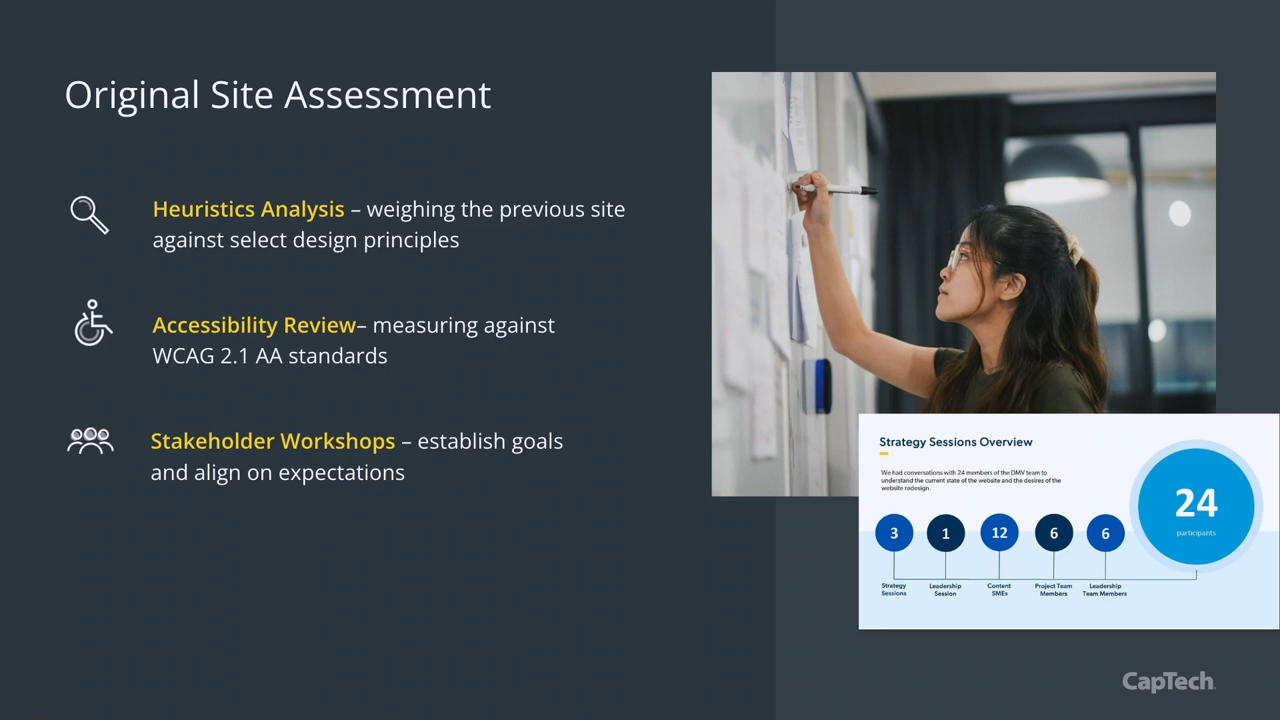 Original Site Assessment
Heuristics Analysis – weighing the previous site
against select design principles
Accessibility Review– measuring against
WCAG 2.1 AA standards
Stakeholder Workshops – establish goals
and align on expectations
Strategy Sessions Overview
We had conversations with 24 members of the DMV team to
understand the current state of the website and the desires of the
website redesign.
24
participants
3
1
12
6
6
Strategy
Sessions
Leadership
Session
Content
SMEs
Project Team
Members
Leadership
Team Members
CapTech